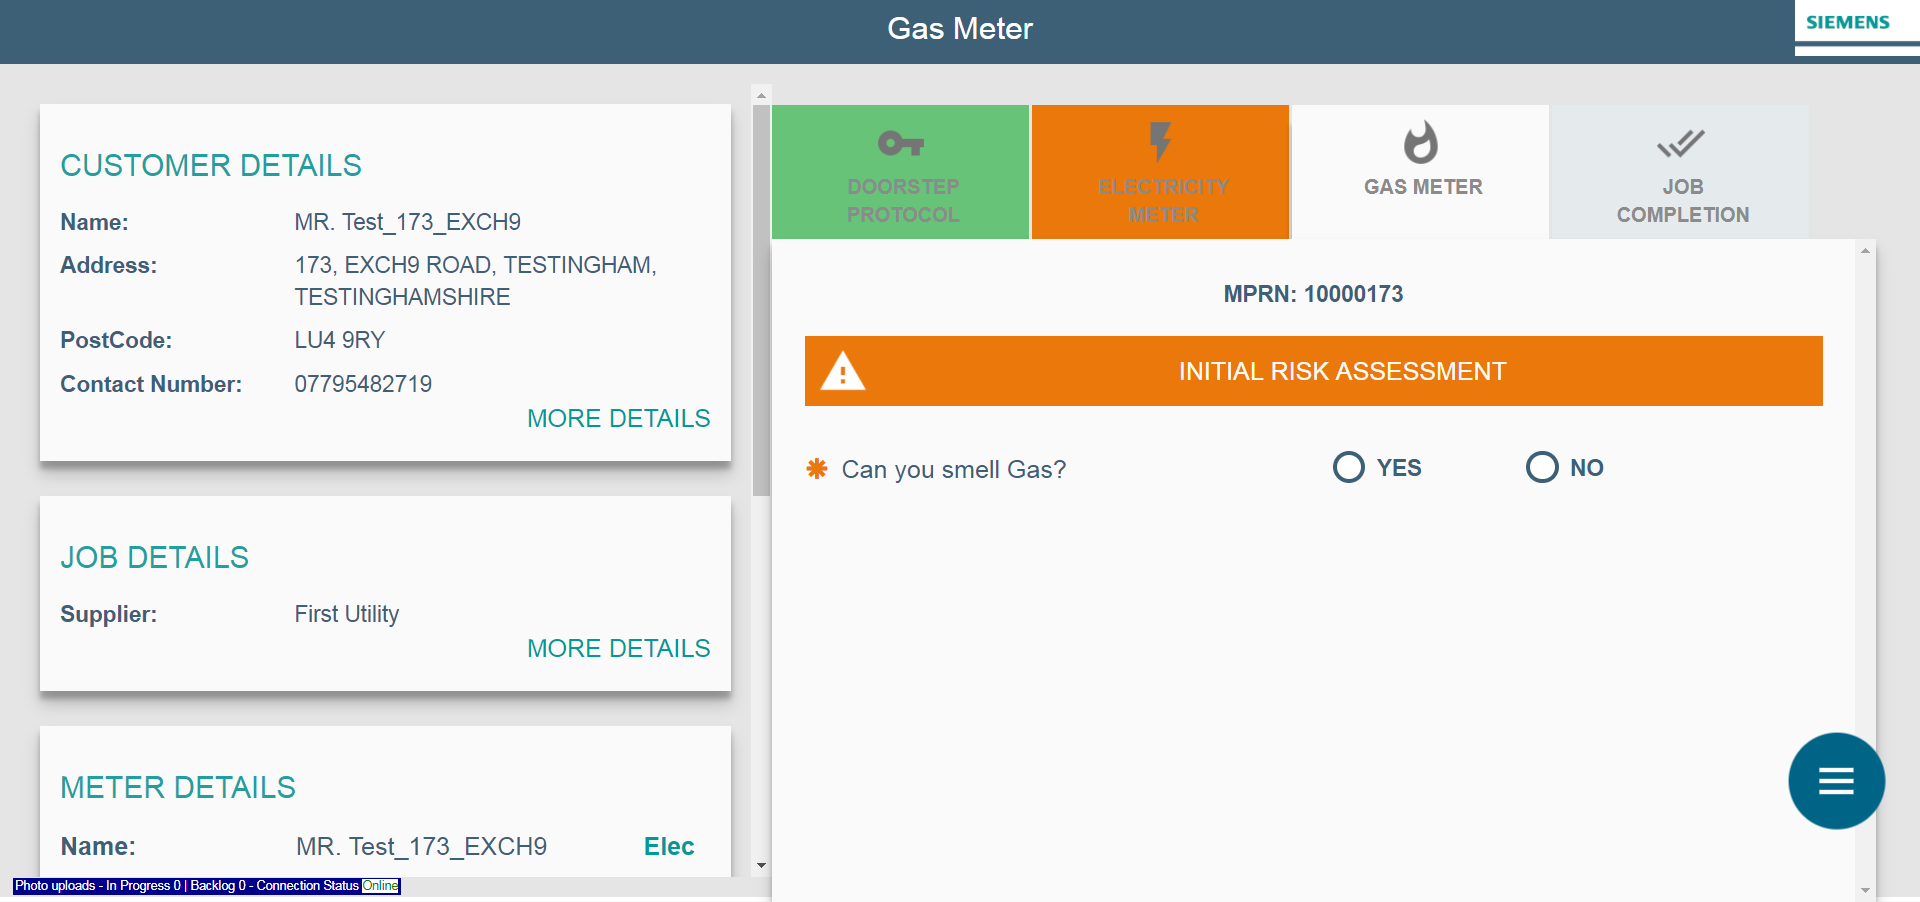 Gas Meter
SIEMENS
CUSTOMER DETAILS
Name: MR. Test_173_EXCH9
Address: 173, EXCH9 ROAD, TESTINGHAM,
TESTINGHAMSHIRE
PostCode: LU4 9RY
Contact Number: 07795482719
MORE DETAILS
JOB DETAILS
Supplier: First Utility
MORE DETAILS
METER DETAILS
Name: MR. Test_173_EXCH9 Elec
Photo uploads - In Progress 0 | Backlog 0 - Connection Status Online
DOORSTEP
PROTOCOL
ELECTRICITY
METER
GAS METER
JOB
COMPLETION
MPRN: 10000173
INITIAL RISK ASSESSMENT
✱ Can you smell Gas? YES NO